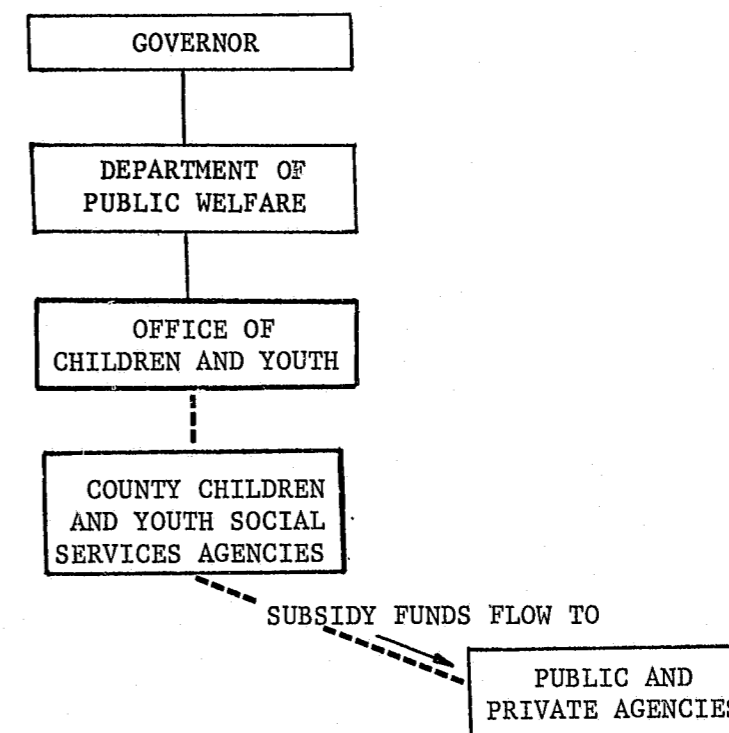 GOVERNOR
DEPARTMENT OF
PUBLIC WELFARE
OFFICE OF
CHILDREN AND YOUTH
COUNTY CHILDREN
AND YOUTH SOCIAL
SERVICES AGENCIES
SUBSIDY FUNDS FLOW TO
PUBLIC AND
PRIVATE AGENCIES